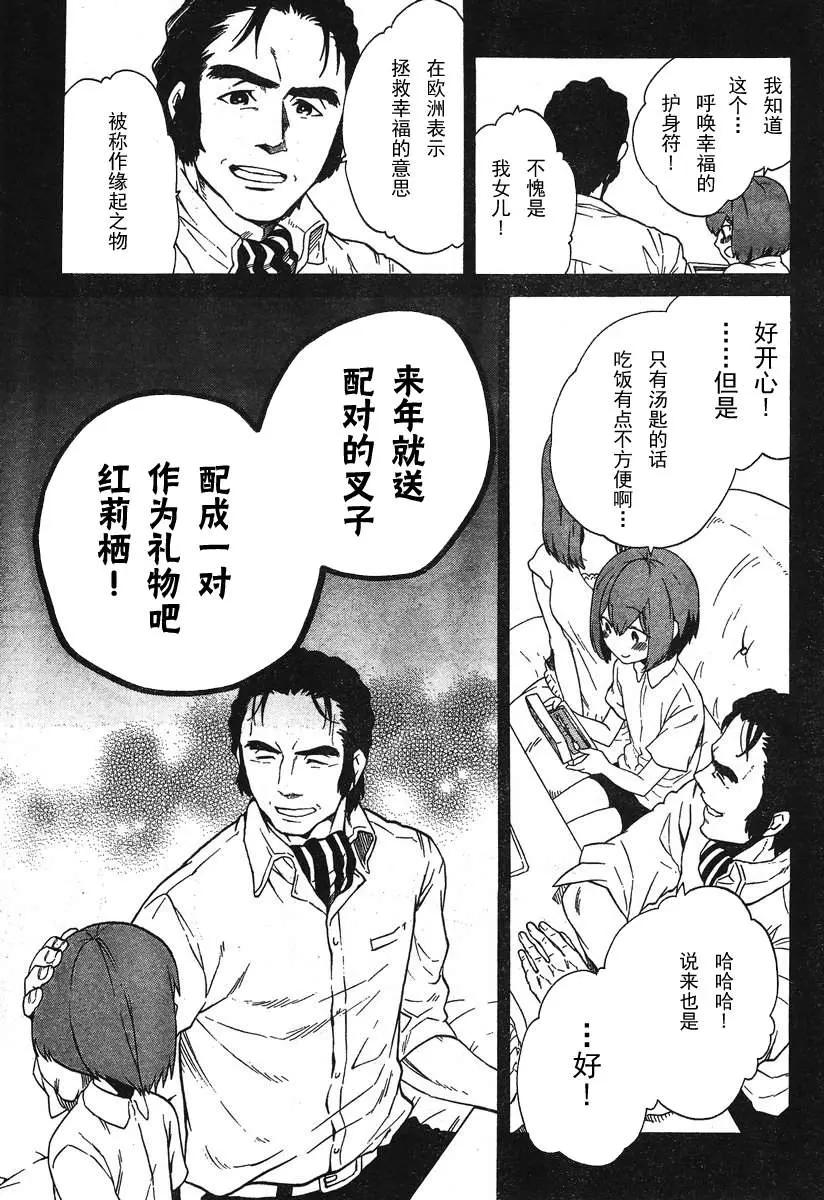 我知道
这个…
呼唤幸福的
护身符！
不愧是
我女儿！
在欧洲表示
拯救幸福的意思
被称作缘起之物
好开心！
……但是
只有汤匙的话
吃饭有点不方便啊…
哈哈哈！
说来也是
…好！
来年就送
配对的叉子
配成一对
作为礼物吧
红莉栖！